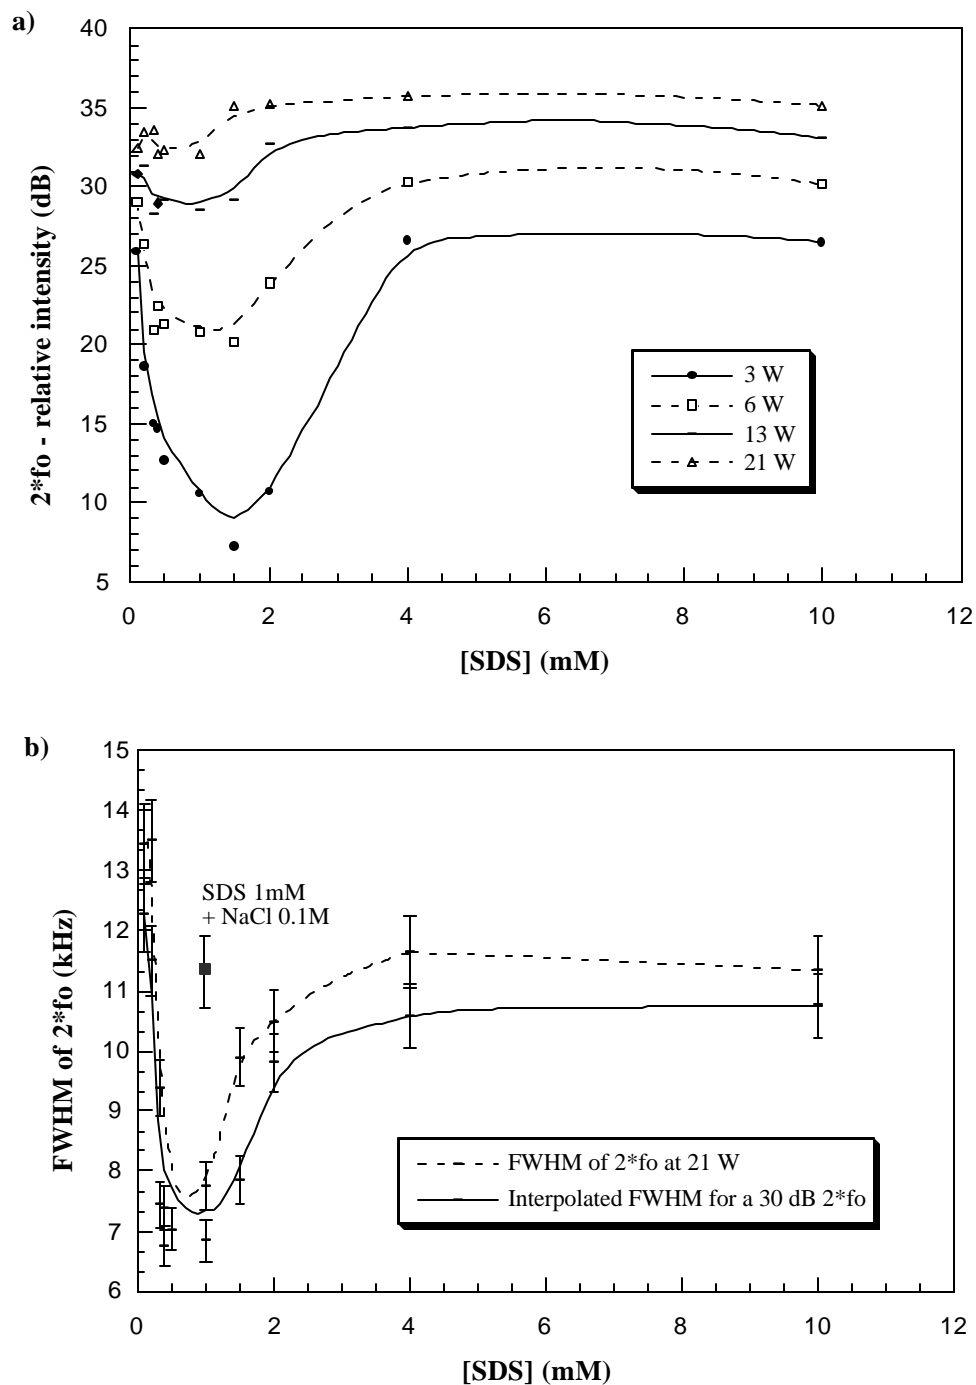 a)
2*fo - relative intensity (dB)
40
35
30
25
20
15
10
5
3 W
6 W
13 W
21 W
0 2 4 6 8 10 12
[SDS] (mM)
b)
FWHM of 2*fo (kHz)
15
14
13
12
11
10
9
8
7
6
SDS 1mM
+ NaCl 0.1M
FWHM of 2*fo at 21 W
Interpolated FWHM for a 30 dB 2*fo
0 2 4 6 8 10 12
[SDS] (mM)